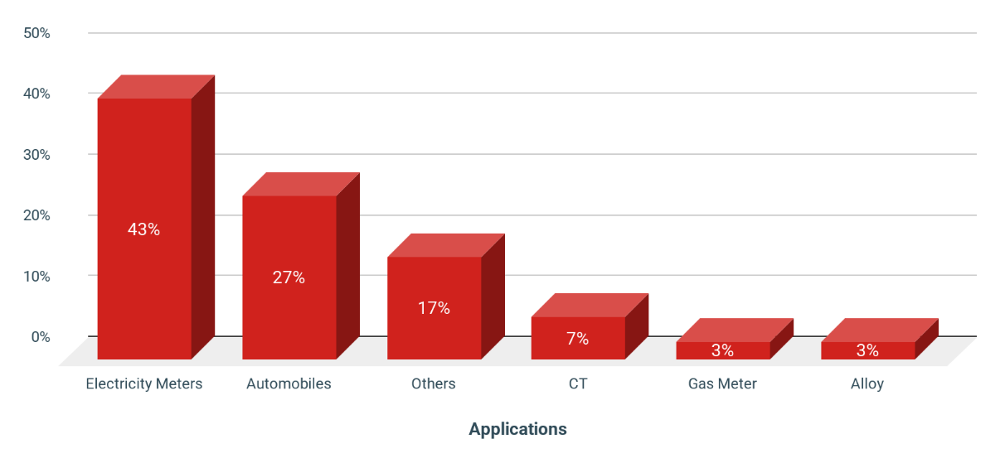 50%
40%
30%
20%
10%
0%
43%
27%
17%
7%
3%
3%
Electricity Meters
Automobiles
Others
CT
Gas Meter
Alloy
Applications